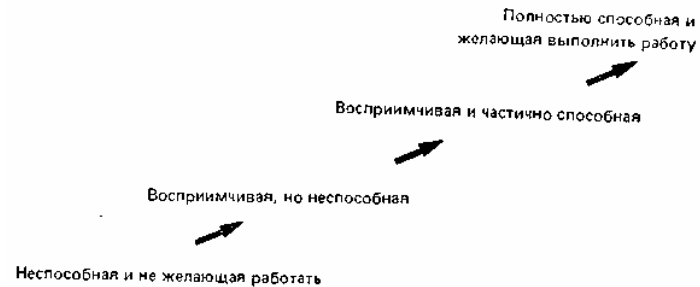 Полностью способная и
желающая выполнить работу
Восприимчивая и частично способная
Восприимчивая, но неспособная
Неспособная и не желающая работать